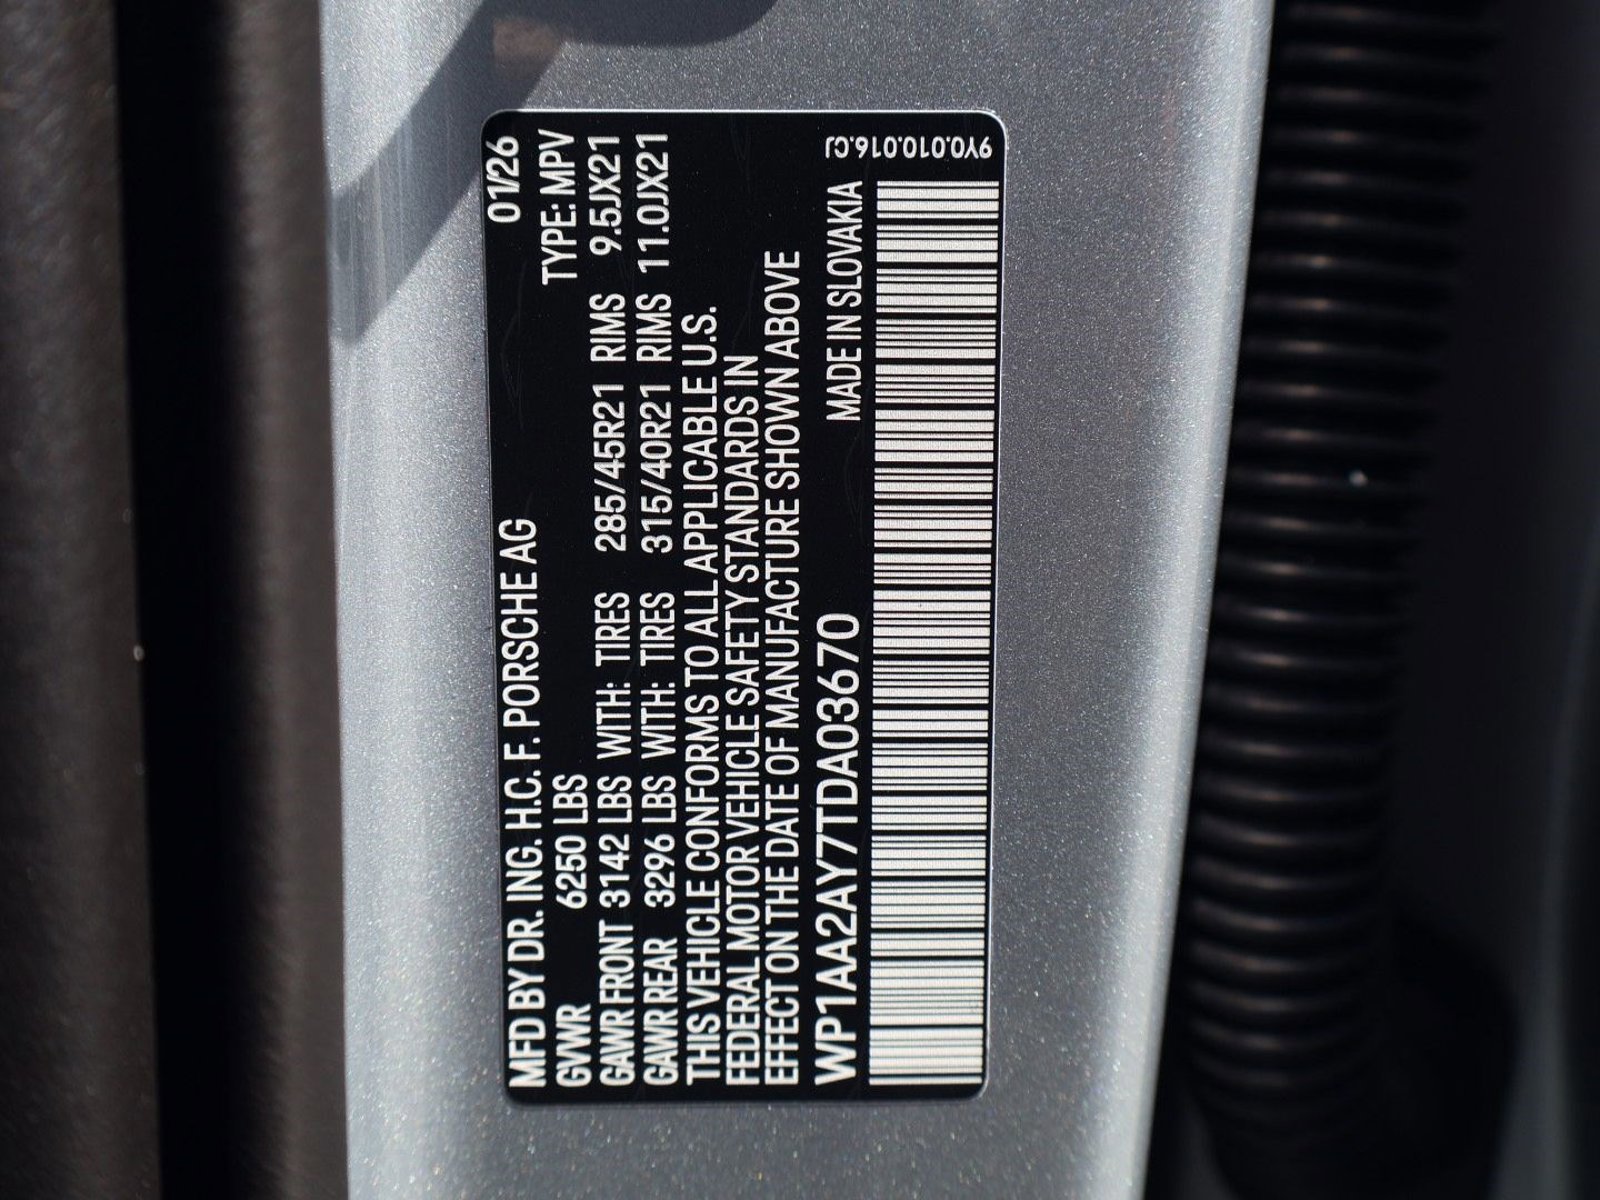 MFD BY DR. ING. H.C. F. PORSCHE AG 01/26
GVWR 6250 LBS TYPE: MPV
GAWR FRONT 3142 LBS WITH: TIRES 285/45R21 RIMS 9.5JX21
GAWR REAR 3296 LBS WITH: TIRES 315/40R21 RIMS 11.0JX21
THIS VEHICLE CONFORMS TO ALL APPLICABLE U.S.
FEDERAL MOTOR VEHICLE SAFETY STANDARDS IN
EFFECT ON THE DATE OF MANUFACTURE SHOWN ABOVE
WP1AA2AY7TDA03670 MADE IN SLOVAKIA
9Y0.010.016.CJ